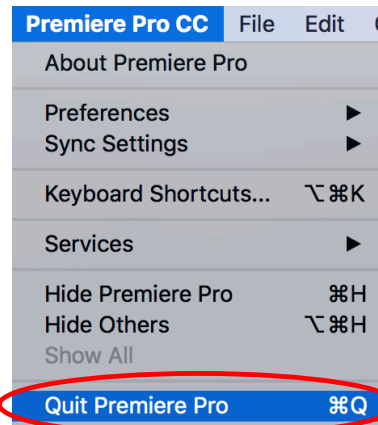 Premiere Pro CC File Edit
About Premiere Pro
Preferences ▶
Sync Settings ▶
Keyboard Shortcuts... ⌥⌘K
Services ▶
Hide Premiere Pro ⌘H
Hide Others ⌥⌘H
Show All
Quit Premiere Pro ⌘Q